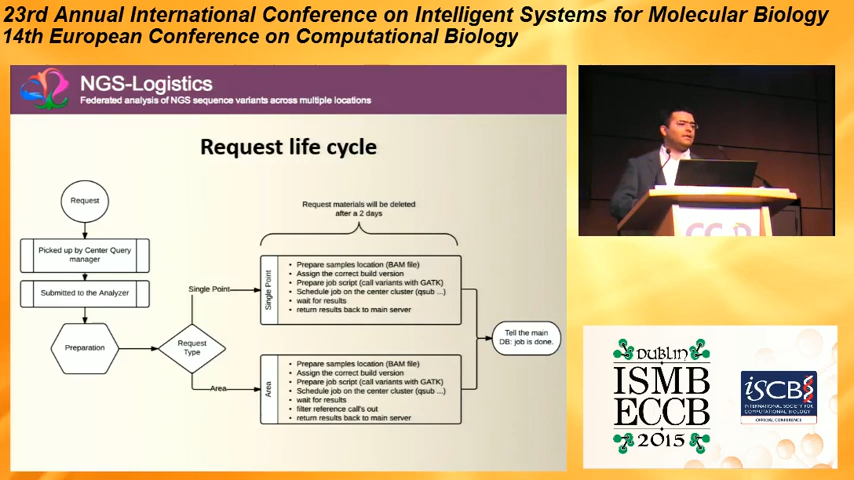 23rd Annual International Conference on Intelligent Systems for Molecular Biology
14th European Conference on Computational Biology
NGS-Logistics
Federated analysis of NGS sequence variants across multiple locations
Request life cycle
Request materials will be deleted
after a 2 days
Request
Picked up by Center Query
manager
Submitted to the Analyzer
Preparation
Request
Type
Single Point
Area
Single Point
• Prepare samples location (BAM file)
• Assign the correct build version
• Prepare job script (call variants with GATK)
• Schedule job on the center cluster (qsub ...)
• wait for results
• return results back to main server
Area
• Prepare samples location (BAM file)
• Assign the correct build version
• Prepare job script (call variants with GATK)
• Schedule job on the center cluster (qsub ...)
• wait for results
• filter reference call's out
• return results back to main server
Tell the main
DB: job is done.
DUBLIN
ISMB
ECCB
2015
iSCB
INTERNATIONAL SOCIETY FOR
COMPUTATIONAL BIOLOGY
OFFICIAL CONFERENCE